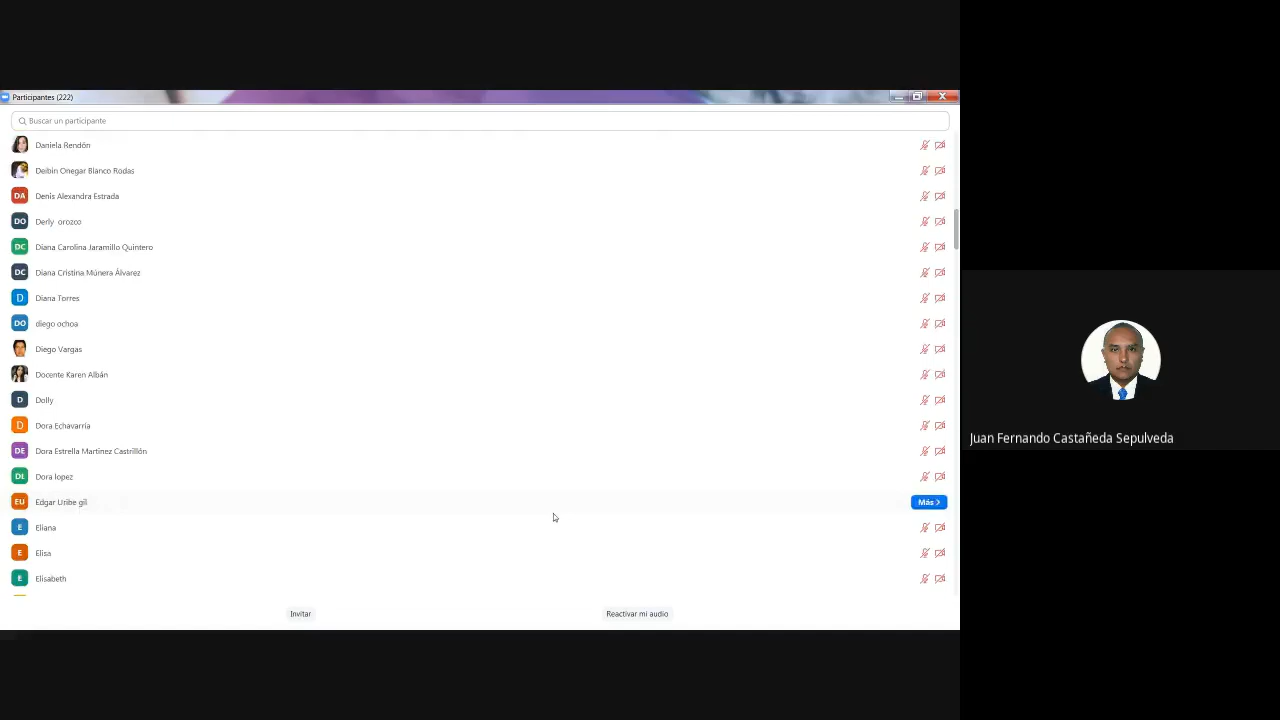 Participantes (222)
Buscar un participante
Daniela Rendón
Deibin Onegar Blanco Rodas
DA Denis Alexandra Estrada
DO Derly orozco
DC Diana Carolina Jaramillo Quintero
DC Diana Cristina Múnera Álvarez
D Diana Torres
DO diego ochoa
Diego Vargas
Docente Karen Albán
D Dolly
D Dora Echavarría
DE Dora Estrella Martínez Castrillón
DL Dora lopez
EU Edgar Uribe gil Más >
E Eliana
E Elisa
E Elisabeth
Invitar Reactivar mi audio
Juan Fernando Castañeda Sepulveda